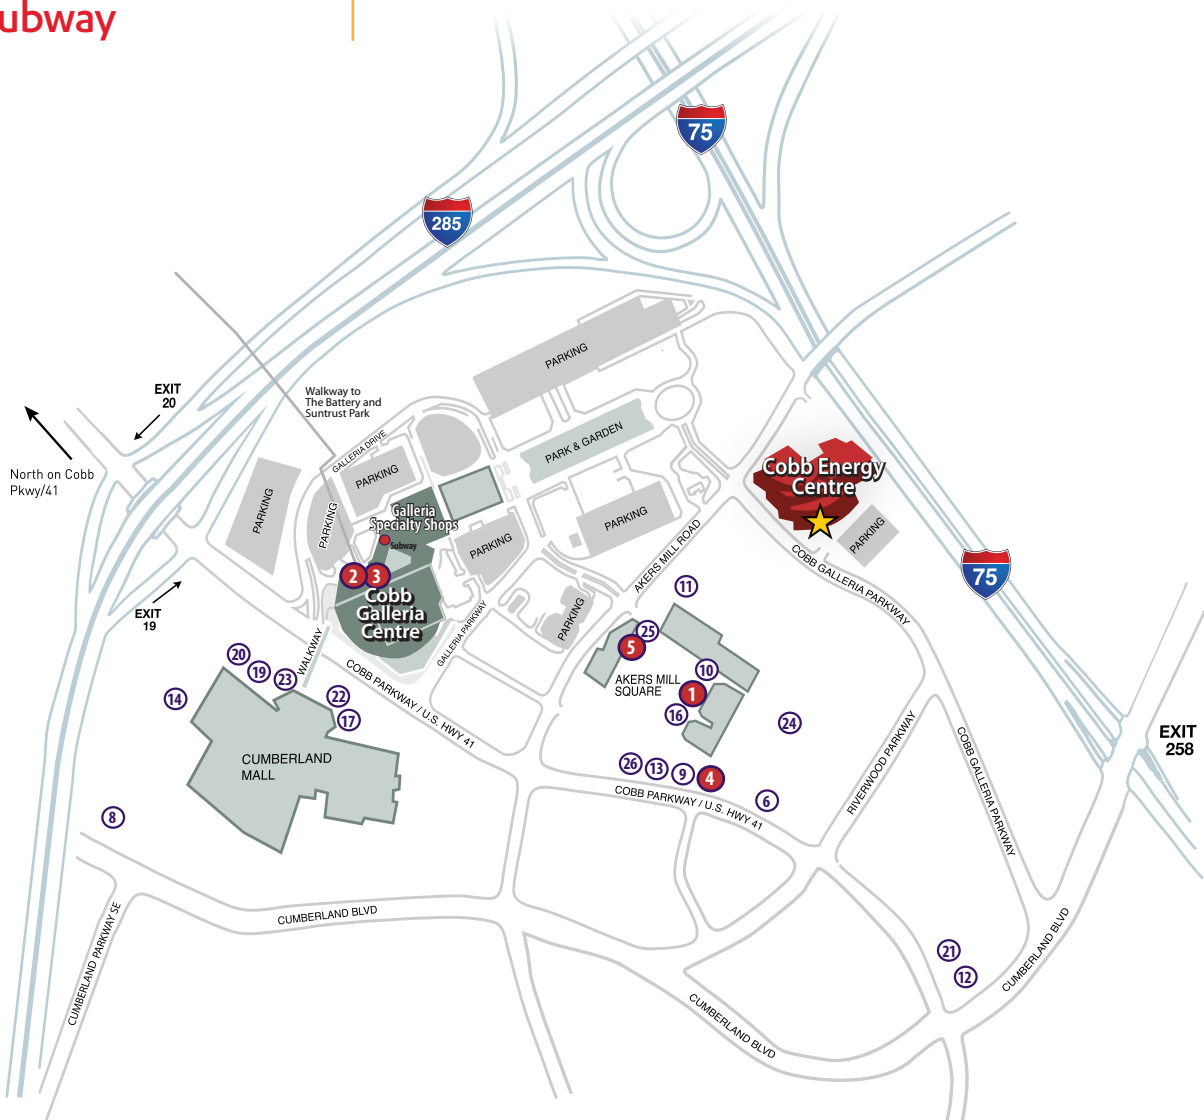 ubway
75
285
EXIT
20
Walkway to
The Battery and
Suntrust Park
North on Cobb
Pkwy/41
PARKING
PARK & GARDEN
GALLERIA DRIVE
PARKING
PARKING
PARKING
Galleria
Specialty Shops
Subway
PARKING
PARKING
Cobb Energy
Centre
PARKING
2
3
Cobb
Galleria
Centre
EXIT
19
AKERS MILL ROAD
COBB GALLERIA PARKWAY
75
11
PARKING
GALLERIA PARKWAY
WALKWAY
COBB PARKWAY / U.S. HWY 41
25
5
10
AKERS MILL
SQUARE
1
16
24
20
19
23
22
17
14
CUMBERLAND
MALL
8
26
13
9
4
6
COBB PARKWAY / U.S. HWY 41
RIVERWOOD PARKWAY
COBB GALLERIA PARKWAY
EXIT
258
CUMBERLAND BLVD
CUMBERLAND PARKWAY SE
21
12
CUMBERLAND BLVD
CUMBERLAND BLVD